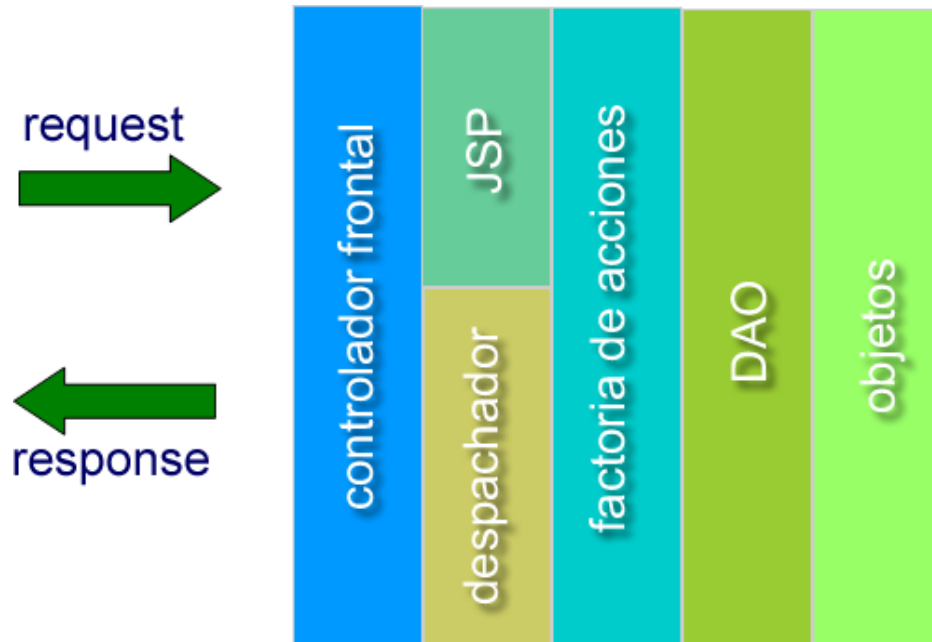 request
response
controlador frontal
JSP
despachador
factoria de acciones
DAO
objetos